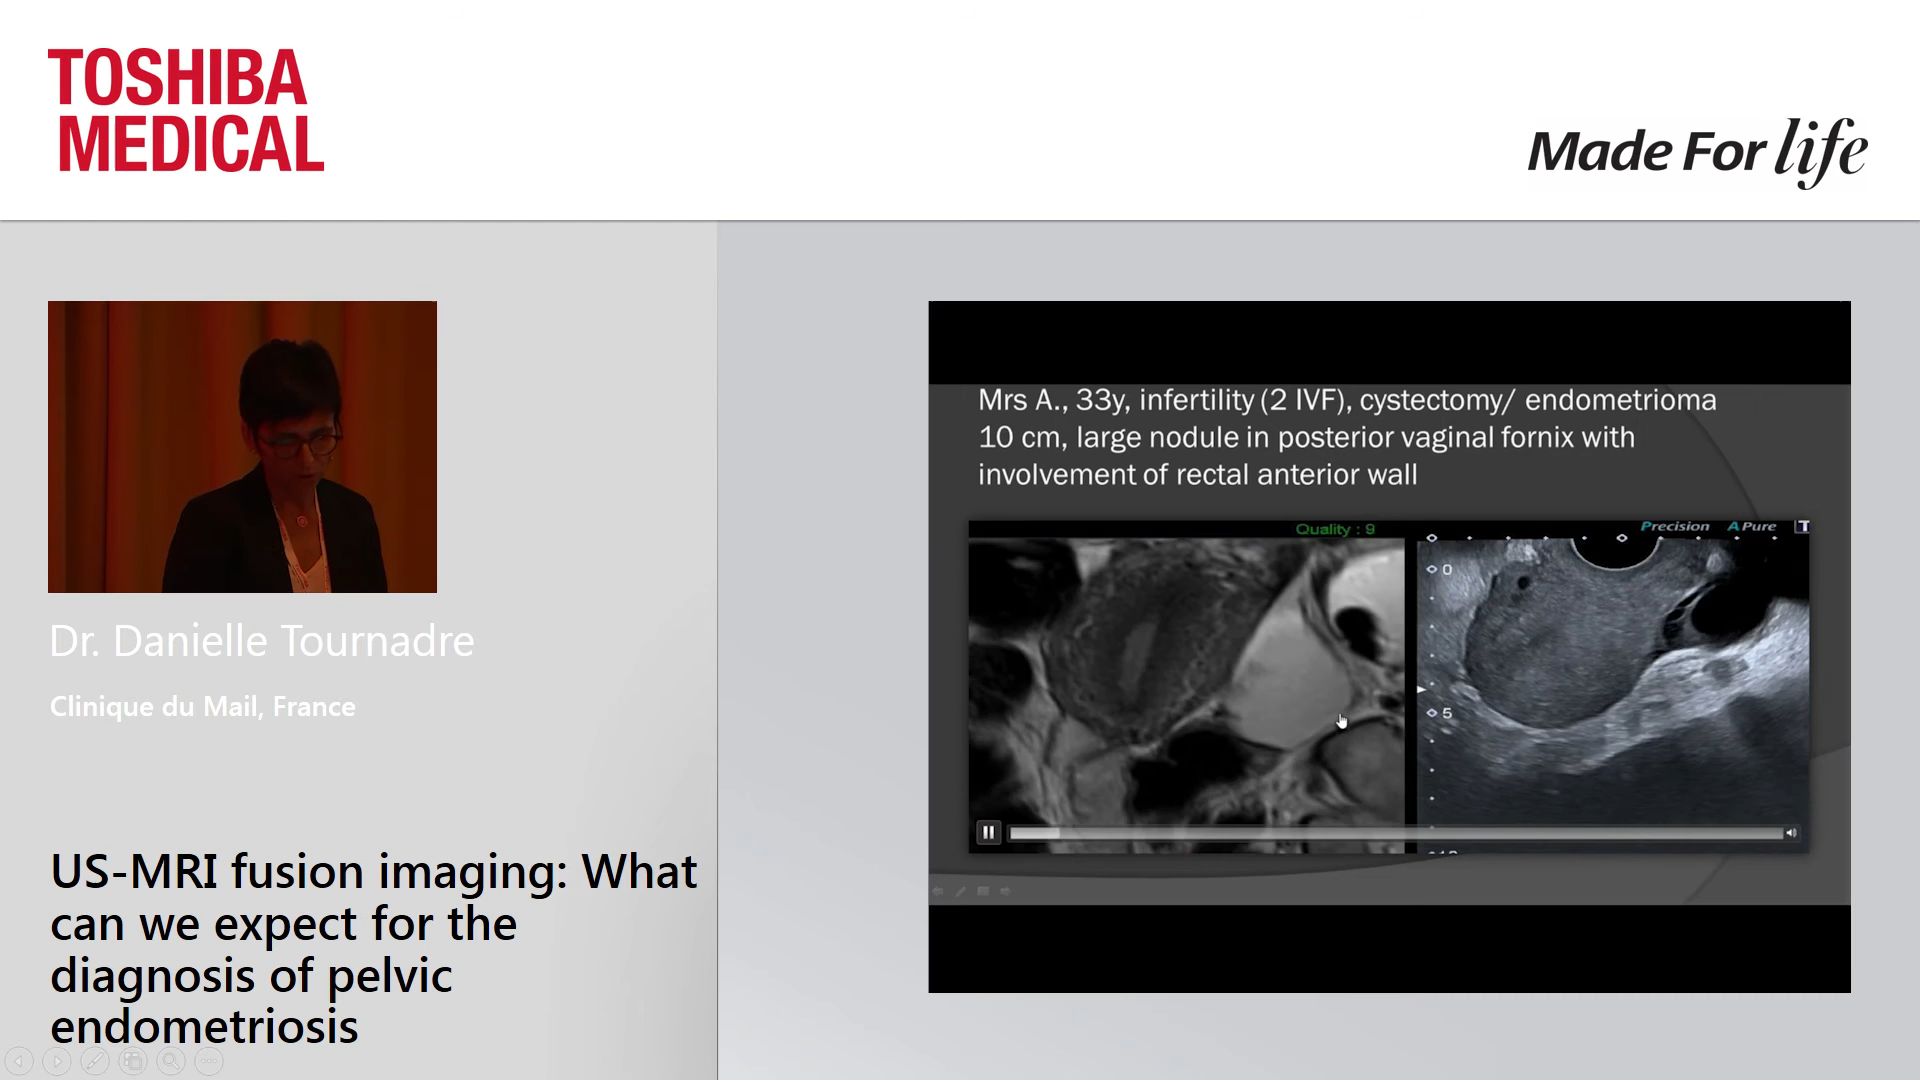 TOSHIBA
MEDICAL
Made For life
Dr. Danielle Tournadre
Clinique du Mail, France
US-MRI fusion imaging: What
can we expect for the
diagnosis of pelvic
endometriosis
Mrs A., 33y, infertility (2 IVF), cystectomy/ endometrioma
10 cm, large nodule in posterior vaginal fornix with
involvement of rectal anterior wall
Quality : 9
Precision APure T
0
5